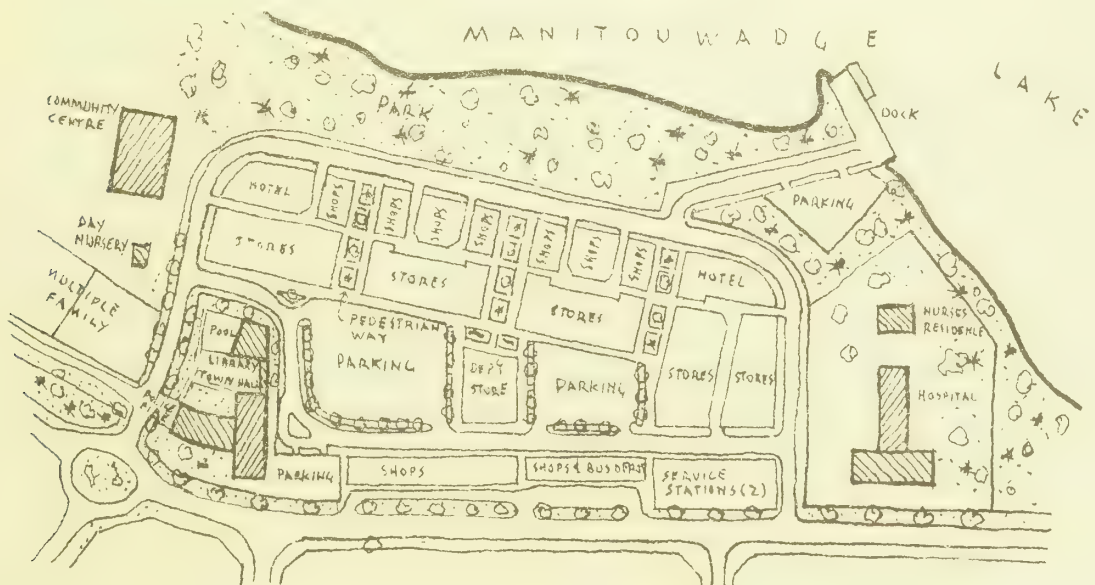 MANITOUWADGE
LAKE
COMMUNITY
CENTRE
PARK
DOCK
HOTEL
SHOPS
SHOPS
SHOPS
SHOPS
SHOPS
SHOPS
SHOPS
HOTEL
PARKING
DAY
NURSERY
STORES
STORES
STORES
MULTIPLE
FAMILY
NURSES
RESIDENCE
POOL
LIBRARY
TOWN HALL
PEDESTRIAN
WAY
PARKING
DEPT
STORE
PARKING
STORES
STORES
HOSPITAL
PARKING
SHOPS
SHOPS & BUS DEPOT
SERVICE
STATIONS (2)